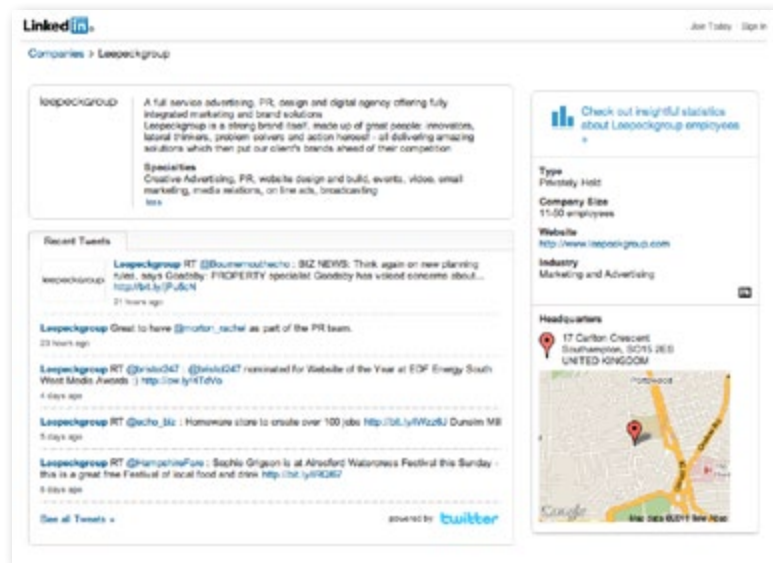 Linked in.
Join Today · Sign In
Companies > Leepeckgroup
leepeckgroup
A full service advertising, PR, design and digital agency offering fully
integrated marketing and brand solutions
Leepeckgroup is a strong brand itself, made up of great people: innovators,
lateral thinkers, problem solvers and action heroes! - all delivering amazing
solutions which then put our client's brands ahead of their competition
Specialties
Creative Advertising, PR, website design and build, events, video, email
marketing, media relations, on line ads, broadcasting
less
Recent Tweets
leepeckgroup
Leepeckgroup RT @Bournemouthecho : BIZ NEWS: Think again on new planning
rules, says Goadsby: PROPERTY specialist Goadsby has voiced concerns about...
21 hours ago
Leepeckgroup Great to have @morton_rachel as part of the PR team.
23 hours ago
Leepeckgroup RT @bristol247 : @bristol247 nominated for Website of the Year at EDF Energy South
West Media Awards :)
4 days ago
Leepeckgroup RT @echo_biz : Homeware store to create over 100 jobs Dunelm Mill
5 days ago
Leepeckgroup RT @HampshireFare : Sophie Grigson is at Alresford Watercress Festival this Sunday -
this is a great free Festival of local food and drink
6 days ago
See all Tweets »
powered by twitter
Check out insightful statistics
about Leepeckgroup employees
»
Type
Privately Held
Company Size
11-50 employees
Website
http://www.leepeckgroup.com
Industry
Marketing and Advertising
Headquarters
17 Carlton Crescent
Southampton, SO15 2ES
UNITED KINGDOM
Portswood
Google
Map data ©2011 Tele Atlas